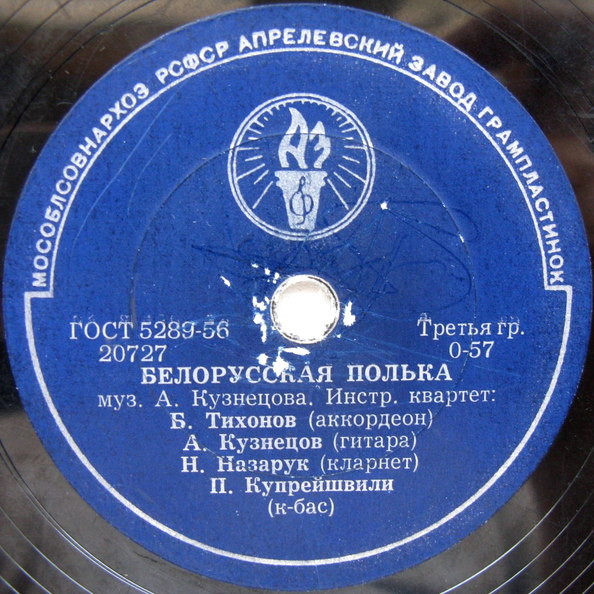 МОСОБЛСОВНАРХОЗ РСФСР АПРЕЛЕВСКИЙ ЗАВОД ГРАМПЛАСТИНОК
АЗ
ГОСТ 5289-56
20727
Третья гр.
0-57
БЕЛОРУССКАЯ ПОЛЬКА
муз. А. Кузнецова. Инстр. квартет:
Б. Тихонов (аккордеон)
А. Кузнецов (гитара)
Н. Назарук (кларнет)
П. Купрейшвили
(к-бас)